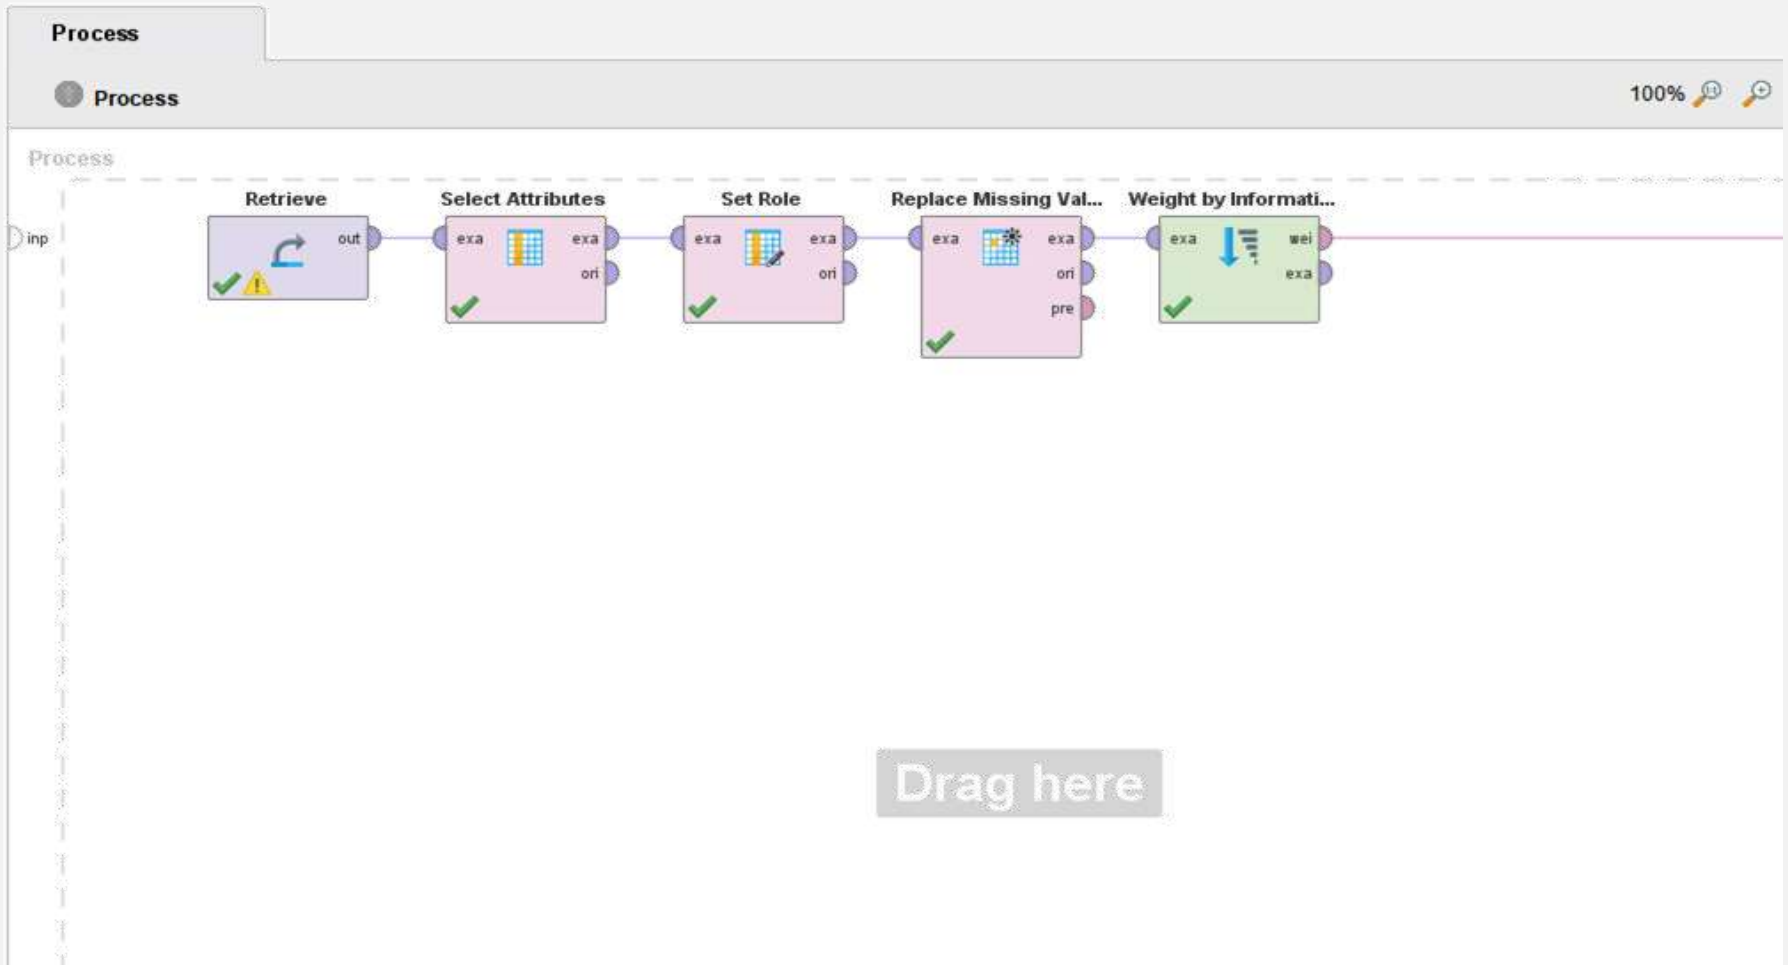 Process
Process
100%
Process
Retrieve
Select Attributes
Set Role
Replace Missing Val...
Weight by Informati...
inp
out
exa
exa
exa
exa
exa
exa
exa
wei
ori
ori
ori
exa
pre
Drag here